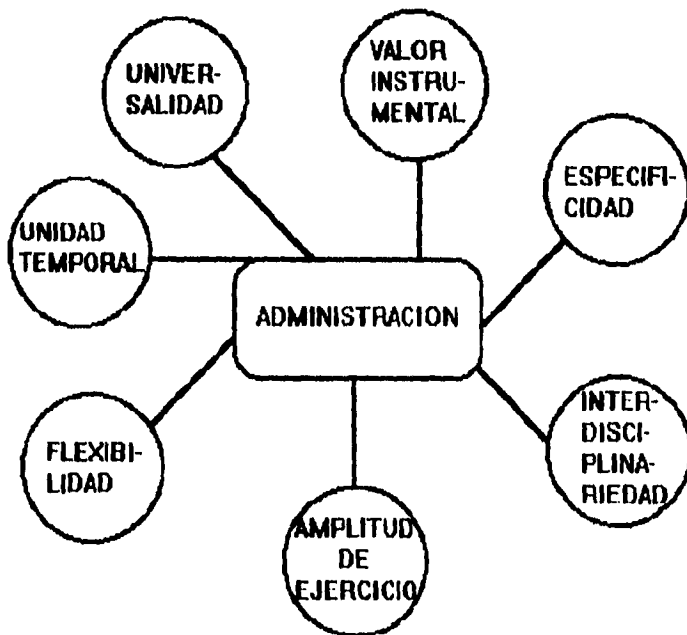 UNIVER-
SALIDAD
VALOR
INSTRU-
MENTAL
ESPECIFI-
CIDAD
UNIDAD
TEMPORAL
ADMINISTRACION
FLEXIBI-
LIDAD
INTER-
DISCI-
PLINA-
RIEDAD
AMPLITUD
DE
EJERCICIO